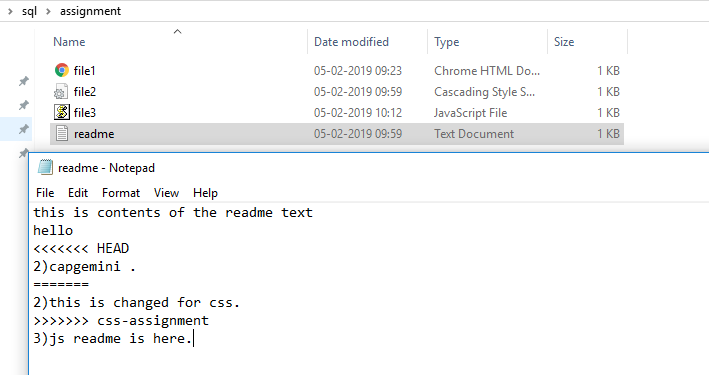 sql > assignment
Name Date modified Type Size
file1 05-02-2019 09:23 Chrome HTML Do... 1 KB
file2 05-02-2019 09:59 Cascading Style S... 1 KB
file3 05-02-2019 10:12 JavaScript File 1 KB
readme 05-02-2019 09:59 Text Document 1 KB
readme - Notepad
File Edit Format View Help
this is contents of the readme text
hello
<<<<<<< HEAD
2)capgemini .
=======
2)this is changed for css.
>>>>>>> css-assignment
3)js readme is here.